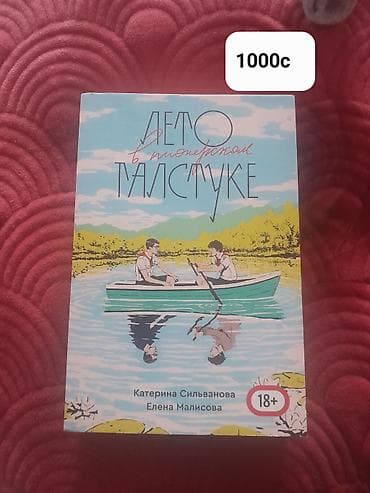 1000с
ЛЕТО
в пионерском
ГАЛСТУКЕ
Катерина Сильванова
Елена Малисова
18+